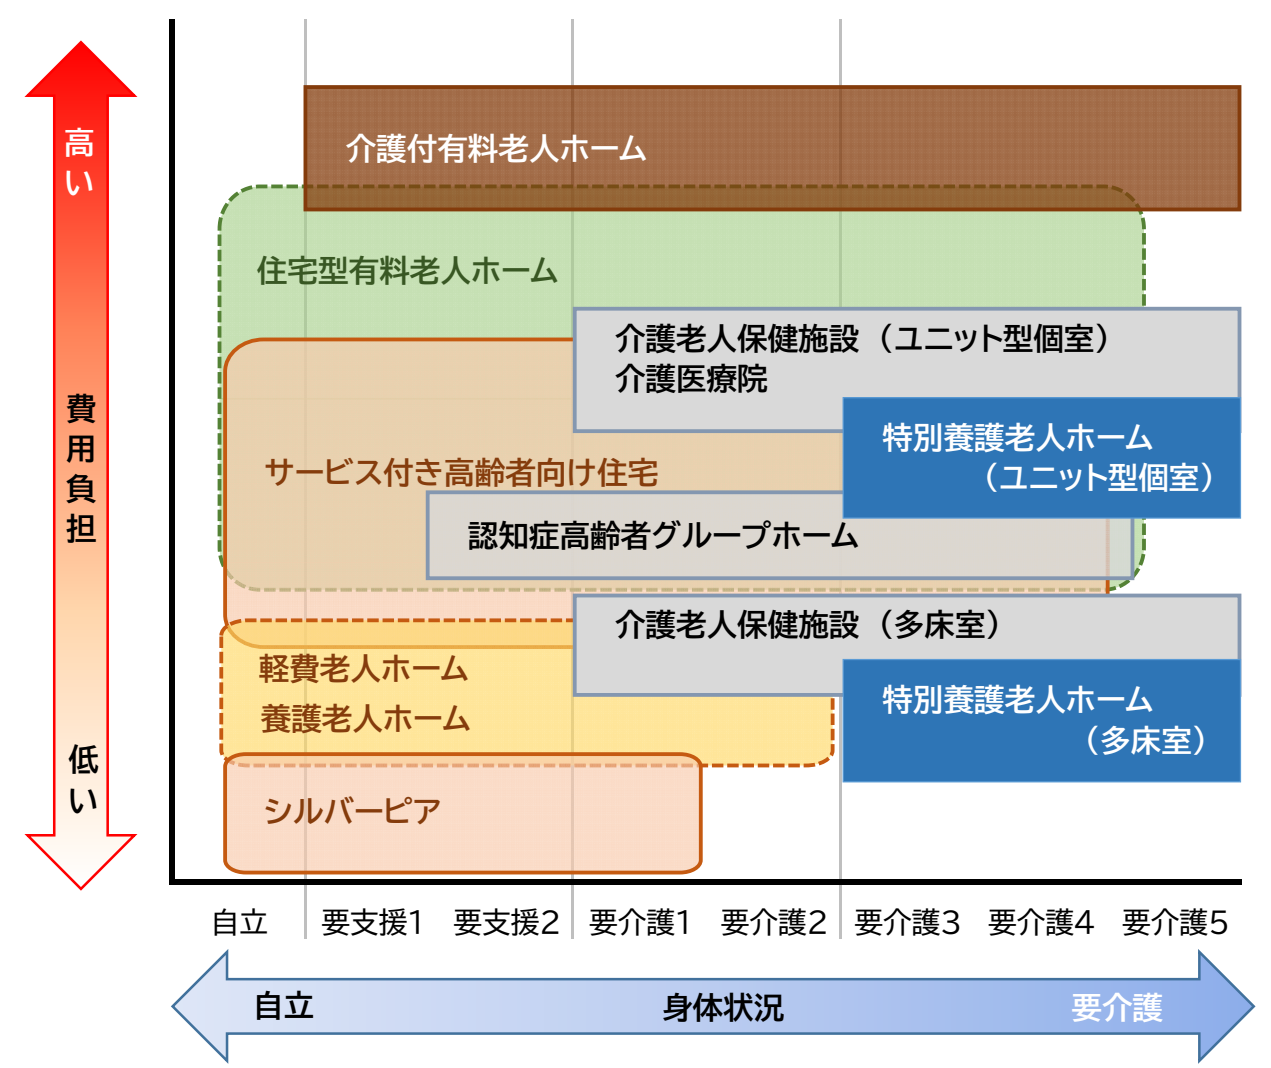 高い
費用負担
低い
介護付有料老人ホーム
住宅型有料老人ホーム
介護老人保健施設（ユニット型個室）
介護医療院
特別養護老人ホーム
（ユニット型個室）
サービス付き高齢者向け住宅
認知症高齢者グループホーム
介護老人保健施設（多床室）
軽費老人ホーム
養護老人ホーム
特別養護老人ホーム
（多床室）
シルバーピア
自立 要支援1 要支援2 要介護1 要介護2 要介護3 要介護4 要介護5
自立 身体状況 要介護